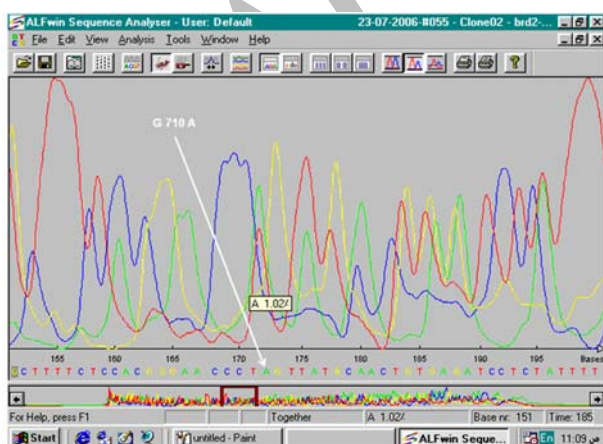 ALFwin Sequence Analyser - User: Default 23-07-2006-#055 - Clone02 - brd2-...
File Edit View Analysis Tools Window Help
G 710 A
A 1.02/
155 160 165 170 175 180 185 190 195 Bases
CTTTTCTCCACAGGAAACCCTAGTTATGCAACTGTGAGATCCTCTATTTT
For Help, press F1 Together A 1.02/ Base nr: 151 Time: 185
Start untitled - Paint ALFwin Seque... En 11:09